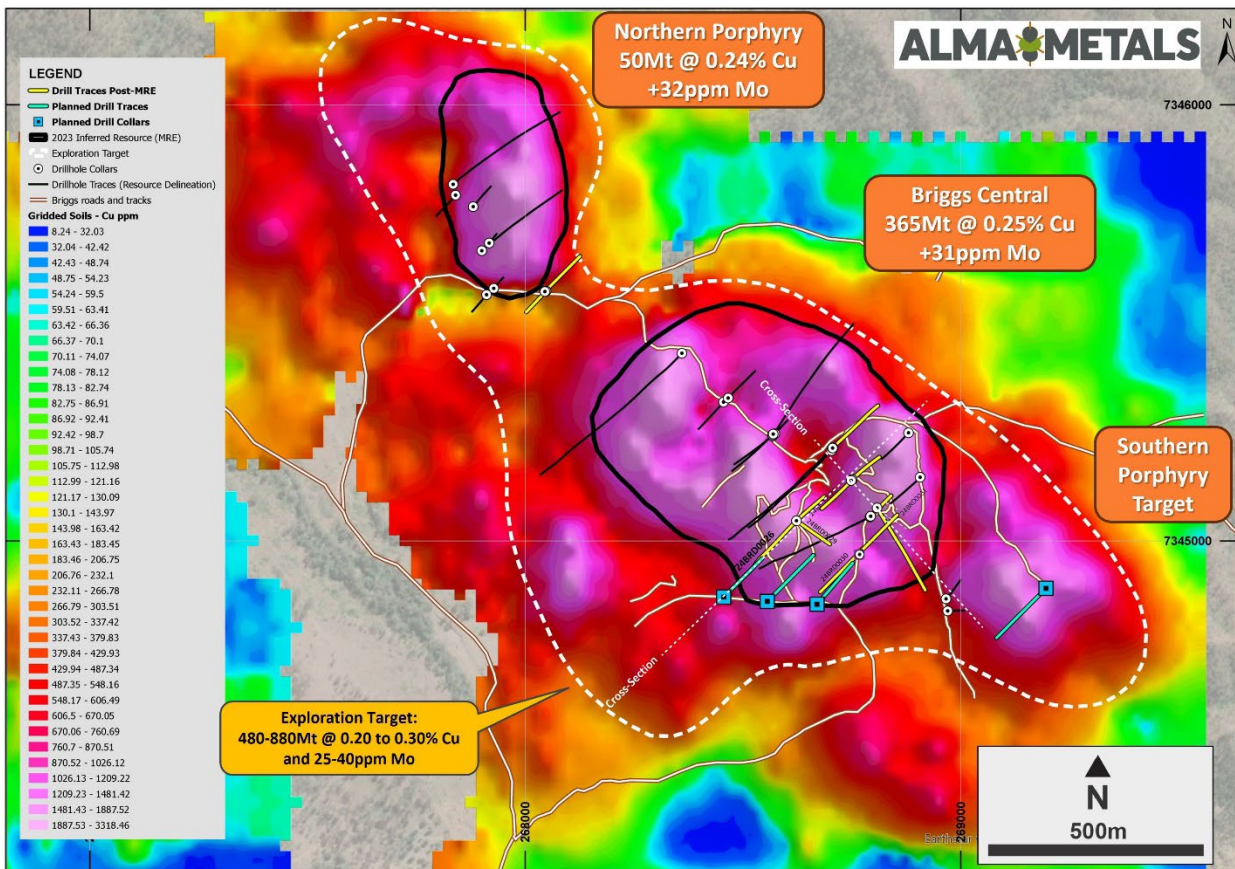 Northern Porphyry
50Mt @ 0.24% Cu
+32ppm Mo
ALMA METALS
N
LEGEND
Drill Traces Post-MRE
Planned Drill Traces
Planned Drill Collars
2023 Inferred Resource (MRE)
Exploration Target
Drillhole Collars
Drillhole Traces (Resource Delineation)
Briggs roads and tracks
Gridded Soils - Cu ppm
8.24 - 32.03
32.04 - 42.42
42.43 - 48.74
48.75 - 54.23
54.24 - 59.5
59.51 - 63.41
63.42 - 66.36
66.37 - 70.1
70.11 - 74.07
74.08 - 78.12
78.13 - 82.74
82.75 - 86.91
86.92 - 92.41
92.42 - 98.7
98.71 - 105.74
105.75 - 112.98
112.99 - 121.16
121.17 - 130.09
130.1 - 143.97
143.98 - 163.42
163.43 - 183.45
183.46 - 206.75
206.76 - 232.1
232.11 - 266.78
266.79 - 303.51
303.52 - 337.42
337.43 - 379.83
379.84 - 429.93
429.94 - 487.34
487.35 - 548.16
548.17 - 606.49
606.5 - 670.05
670.06 - 760.69
760.7 - 870.51
870.52 - 1026.12
1026.13 - 1209.22
1209.23 - 1481.42
1481.43 - 1887.52
1887.53 - 3318.46
7346000
Briggs Central
365Mt @ 0.25% Cu
+31ppm Mo
Cross-Section
Southern
Porphyry
Target
7345000
24BRD0026
24BRD0030
Cross-Section
Exploration Target:
480-880Mt @ 0.20 to 0.30% Cu
and 25-40ppm Mo
268000
269000
N
500m